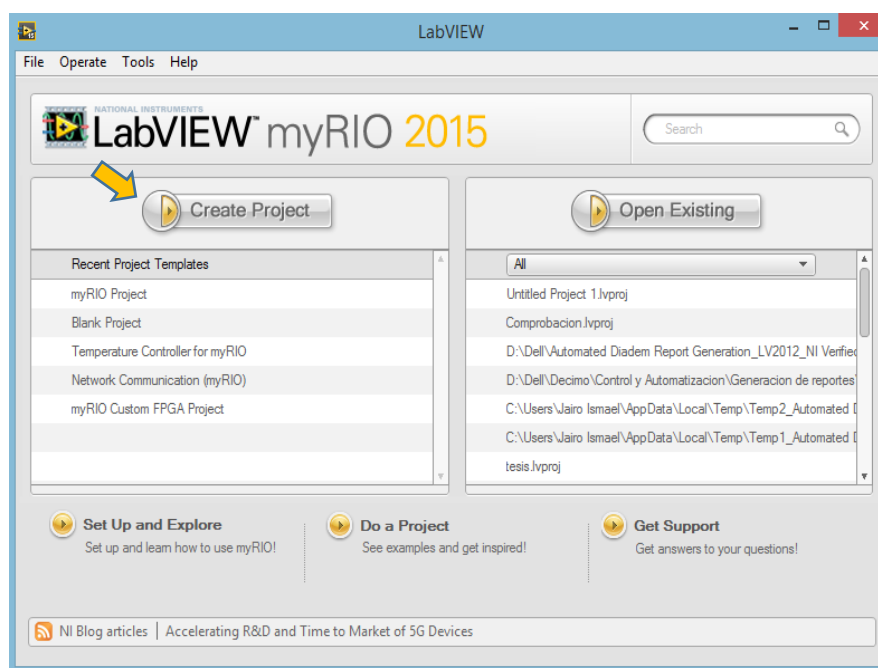 LabVIEW
File Operate Tools Help
NATIONAL INSTRUMENTS
LabVIEW™ myRIO 2015
Search
Create Project
Open Existing
Recent Project Templates
All
myRIO Project
Untitled Project 1.lvproj
Blank Project
Comprobacion.lvproj
Temperature Controller for myRIO
D:\Dell\Automated Diadem Report Generation_LV2012_NI Verified
Network Communication (myRIO)
D:\Dell\Decimo\Control y Automatizacion\Generacion de reportes
myRIO Custom FPGA Project
C:\Users\Jairo Ismael\AppData\Local\Temp\Temp2_Automated
C:\Users\Jairo Ismael\AppData\Local\Temp\Temp1_Automated
tesis.lvproj
Set Up and Explore
Set up and learn how to use myRIO!
Do a Project
See examples and get inspired!
Get Support
Get answers to your questions!
NI Blog articles | Accelerating R&D and Time to Market of 5G Devices